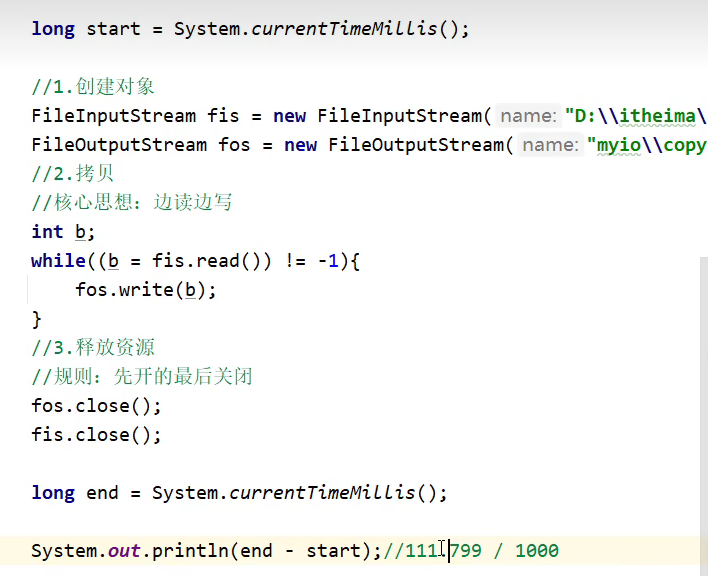 long start = System.currentTimeMillis();
//1.创建对象
FileInputStream fis = new FileInputStream( name: "D:\\itheima\
FileOutputStream fos = new FileOutputStream( name: "myio\\copy
//2.拷贝
//核心思想：边读边写
int b;
while((b = fis.read()) != -1){
fos.write(b);
}
//3.释放资源
//规则：先开的最后关闭
fos.close();
fis.close();
long end = System.currentTimeMillis();
System.out.println(end - start);//111.799 / 1000